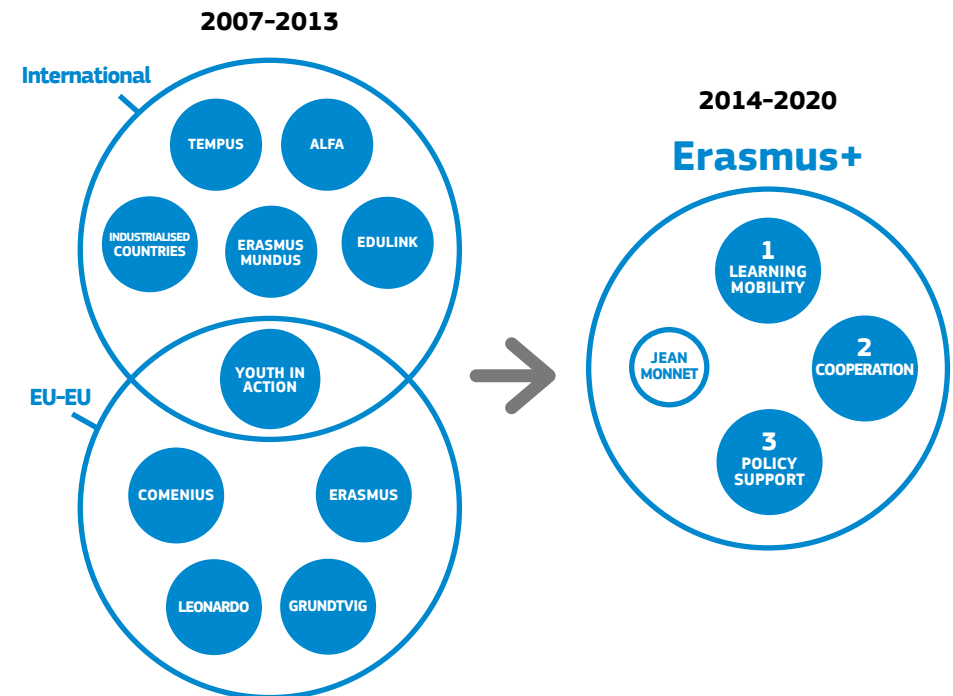 2007-2013
International
TEMPUS
ALFA
INDUSTRIALISED
COUNTRIES
ERASMUS
MUNDUS
EDULINK
YOUTH IN
ACTION
EU-EU
COMENIUS
ERASMUS
LEONARDO
GRUNDTVIG
2014-2020
Erasmus+
1
LEARNING
MOBILITY
JEAN
MONNET
2
COOPERATION
3
POLICY
SUPPORT